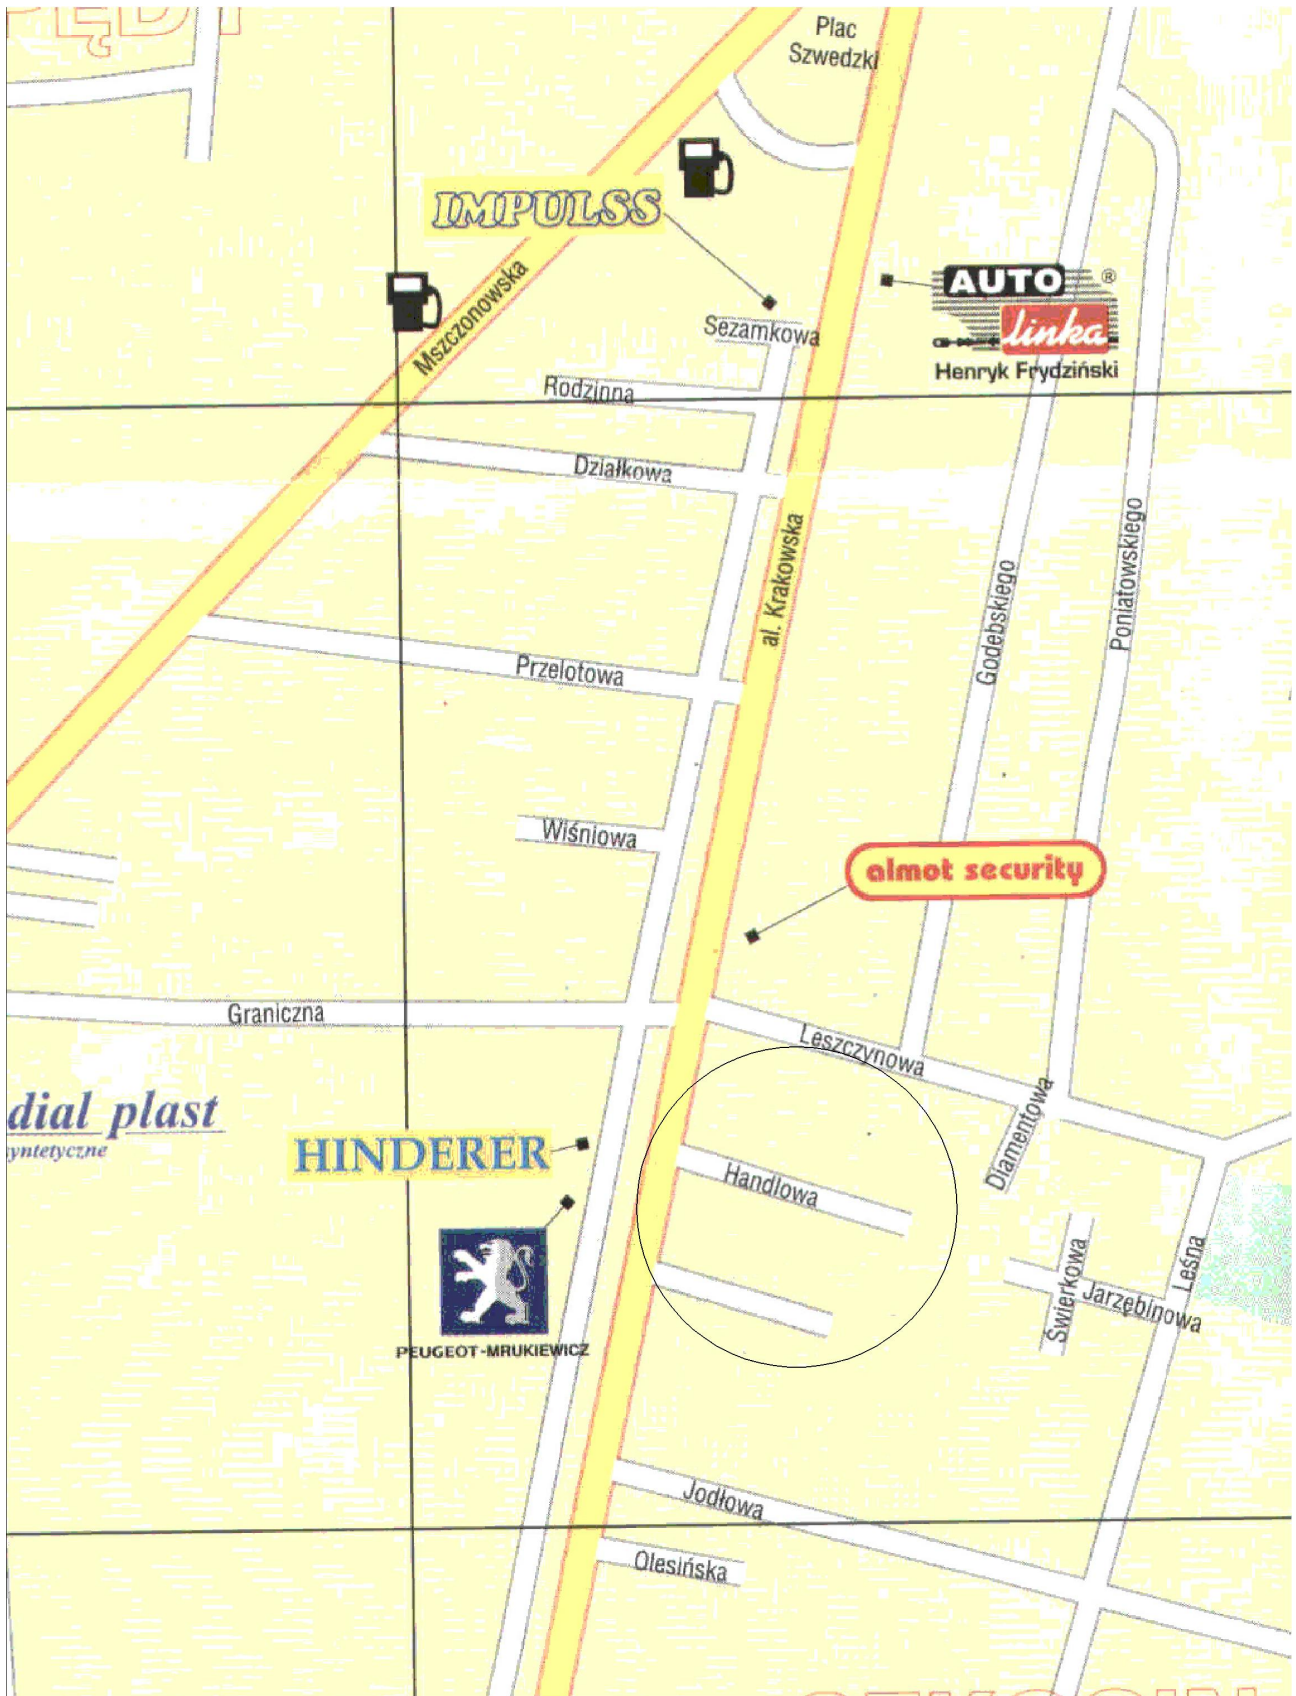 Plac
Szwedzki
IMPULSS
Mszczonowska
AUTO ®
linka
Henryk Frydziński
Sezamkowa
Rodzinna
Działkowa
al. Krakowska
Godebskiego
Poniatowskiego
Przelotowa
Wiśniowa
almot security
Graniczna
Leszczynowa
Diamentowa
dial plast
yntetyczne
HINDERER
Handlowa
Leśna
Świerkowa
Jarzębinowa
PEUGEOT-MRUKIEWICZ
Jodłowa
Olesińska